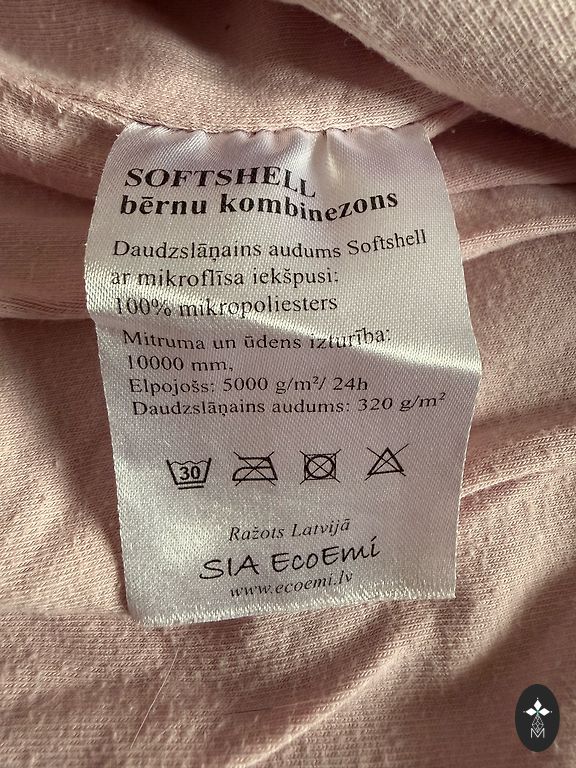 SOFTSHELL
bērnu kombinezons
Daudzslāņains audums Softshell
ar mikroflīsa iekšpusi:
100% mikropoliesters
Mitruma un ūdens izturība:
10000 mm,
Elpojošs: 5000 g/m²/ 24h
Daudzslāņains audums: 320 g/m²
30
Ražots Latvijā
SIA EcoEmi
www.ecoemi.lv
M